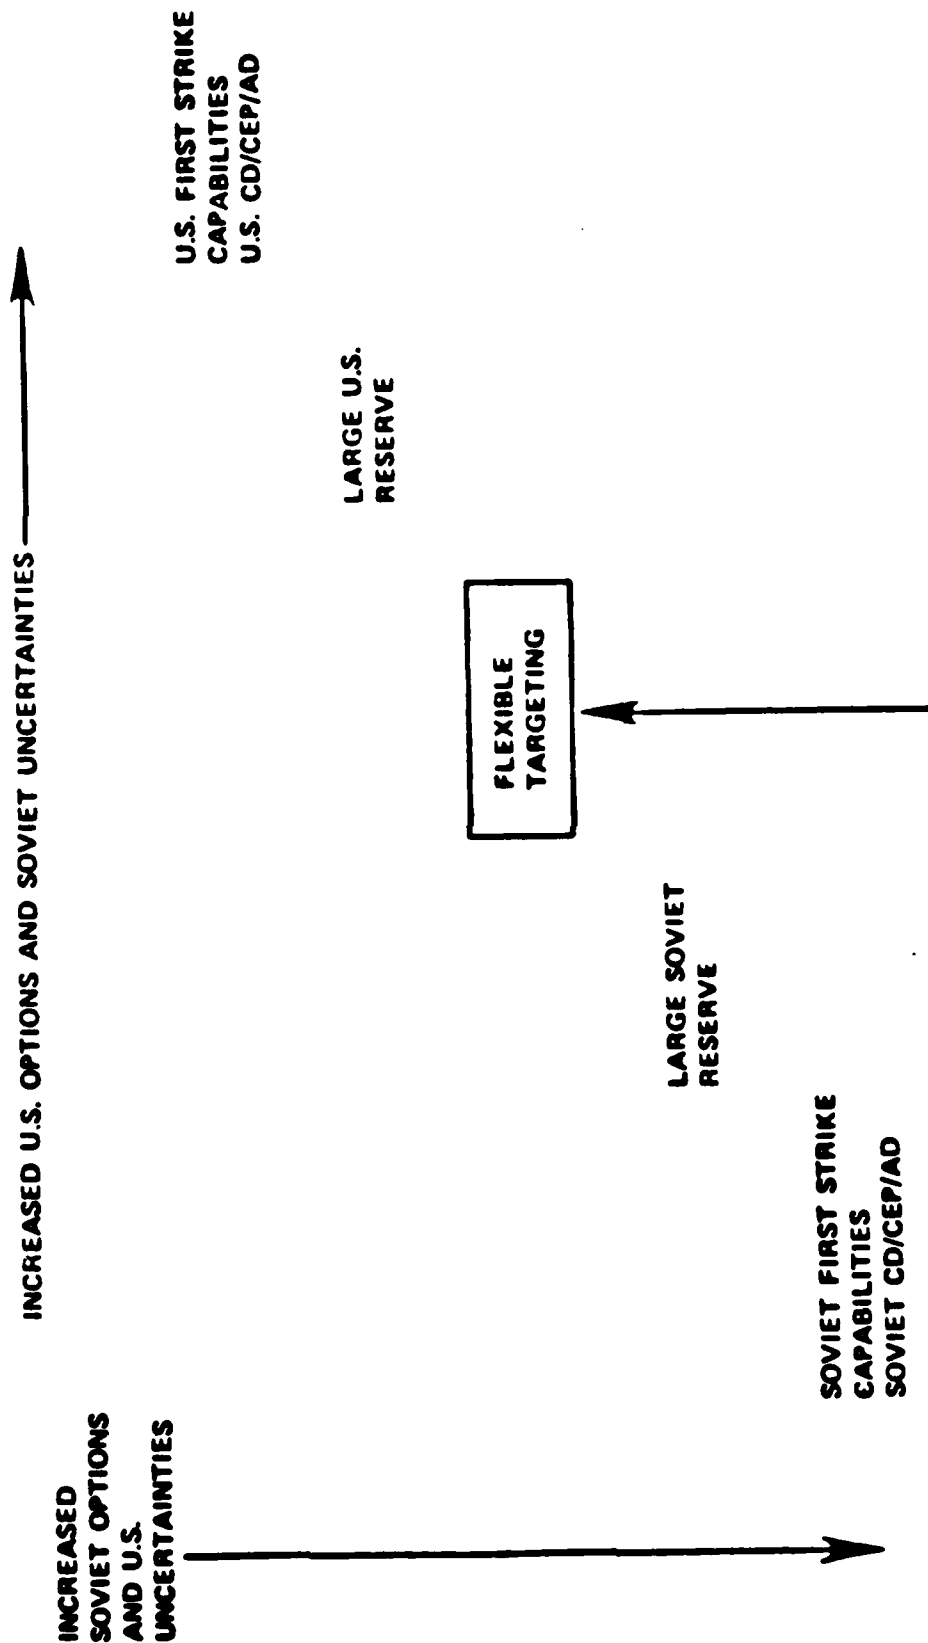 INCREASED U.S. OPTIONS AND SOVIET UNCERTAINTIES
INCREASED
SOVIET OPTIONS
AND U.S.
UNCERTAINTIES
U.S. FIRST STRIKE
CAPABILITIES
U.S. CD/CEP/AD
LARGE U.S.
RESERVE
FLEXIBLE
TARGETING
LARGE SOVIET
RESERVE
SOVIET FIRST STRIKE
CAPABILITIES
SOVIET CD/CEP/AD